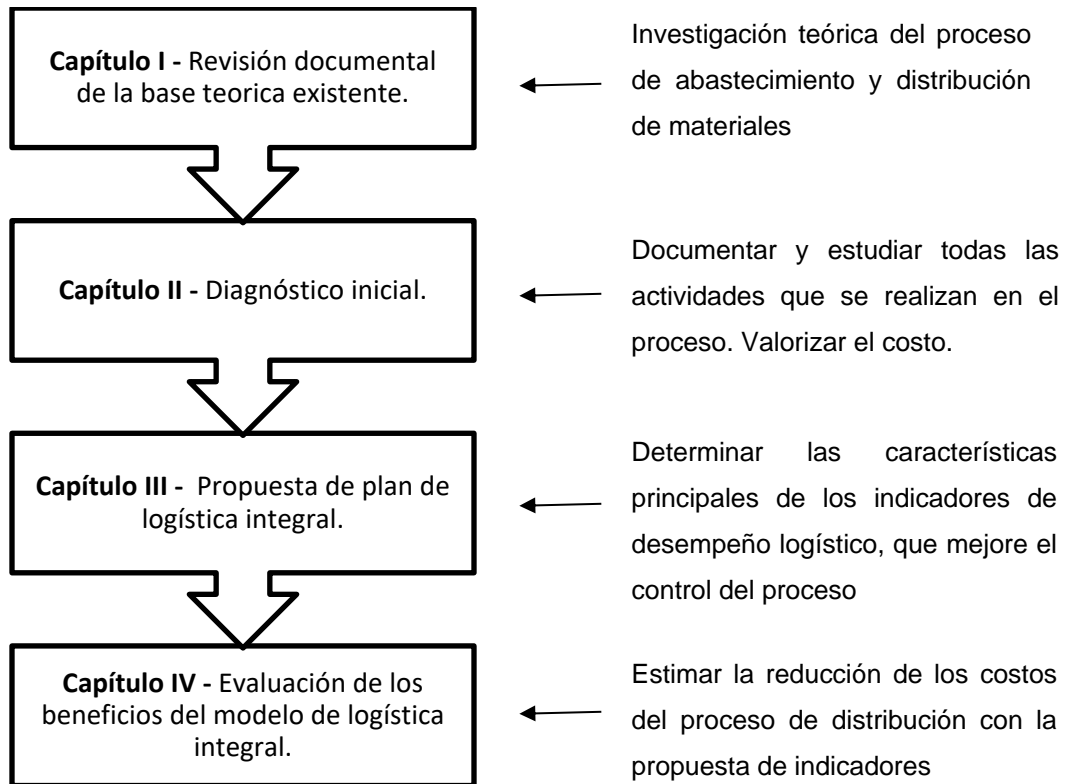 Capítulo I - Revisión documental
de la base teorica existente.
Investigación teórica del proceso
de abastecimiento y distribución
de materiales
Capítulo II - Diagnóstico inicial.
Documentar y estudiar todas las
actividades que se realizan en el
proceso. Valorizar el costo.
Capítulo III - Propuesta de plan de
logística integral.
Determinar las características
principales de los indicadores de
desempeño logístico, que mejore el
control del proceso
Capítulo IV - Evaluación de los
beneficios del modelo de logística
integral.
Estimar la reducción de los costos
del proceso de distribución con la
propuesta de indicadores